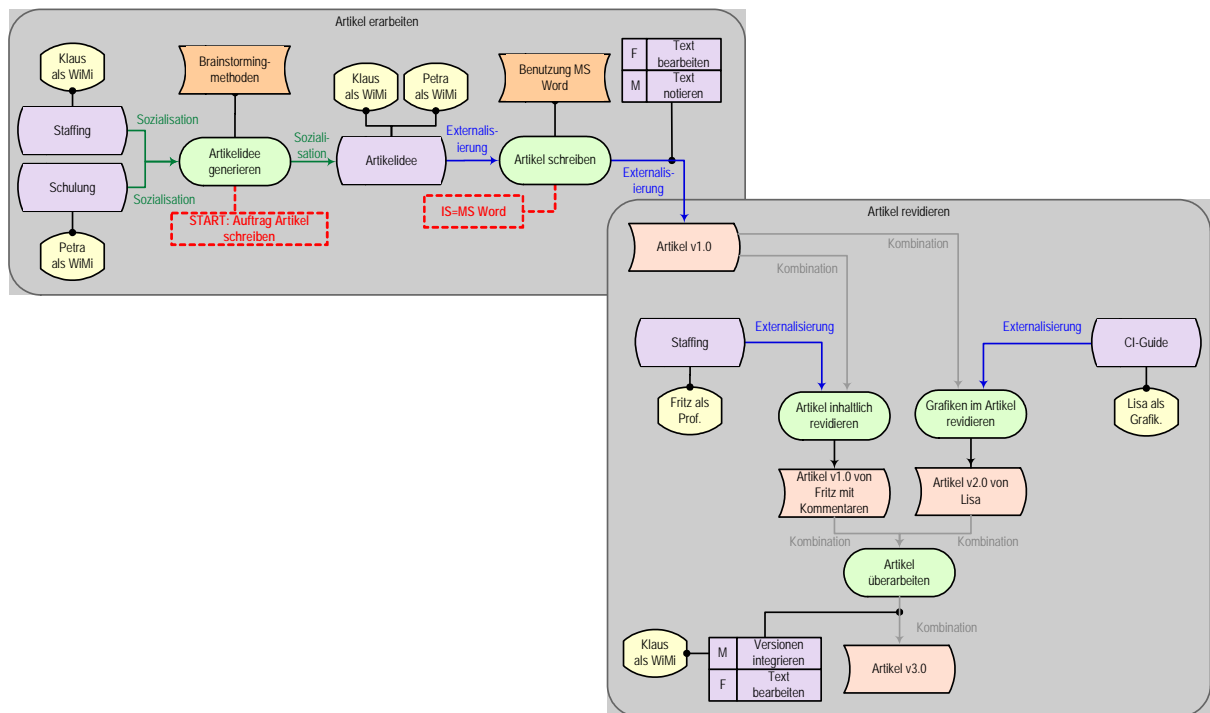 Artikel erarbeiten
Klaus
als WiMi
Brainstorming-
methoden
Klaus
als WiMi
Petra
als WiMi
Benutzung MS
Word
F
Text
bearbeiten
M
Text
notieren
Staffing
Sozialisation
Artikelidee
generieren
Soziali-
sation
Artikelidee
Externalis-
ierung
Artikel schreiben
Externalis-
ierung
Schulung
Sozialisation
START: Auftrag Artikel
schreiben
IS=MS Word
Petra
als WiMi
Artikel revidieren
Artikel v1.0
Kombination
Kombination
Staffing
Externalisierung
Externalisierung
CI-Guide
Fritz als
Prof.
Artikel inhaltlich
revidieren
Grafiken im Artikel
revidieren
Lisa als
Grafik.
Artikel v1.0 von
Fritz mit
Kommentaren
Artikel v2.0 von
Lisa
Kombination
Kombination
Artikel
überarbeiten
Kombination
Klaus
als WiMi
M
Versionen
integrieren
F
Text
bearbeiten
Artikel v3.0